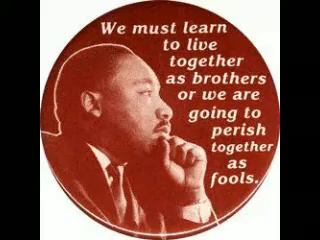 We must learn
to live
together
as brothers
or we are
going to
perish
together
as
fools.